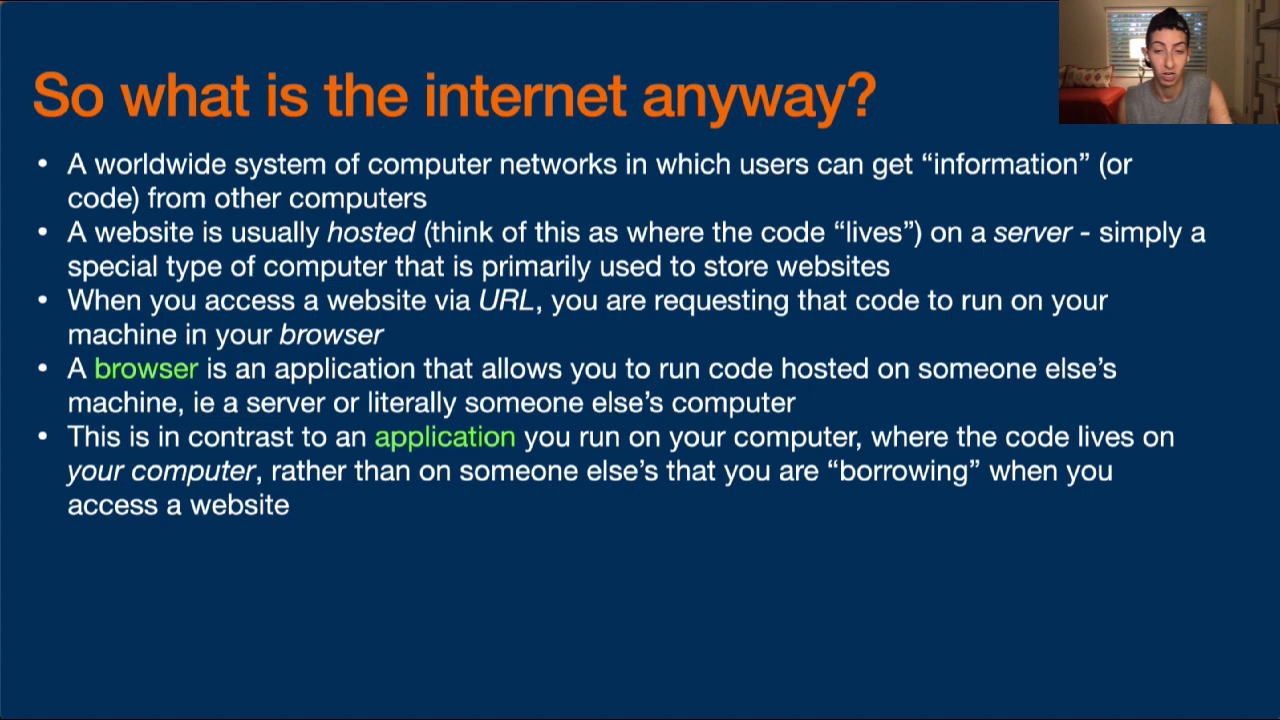 So what is the internet anyway?
• A worldwide system of computer networks in which users can get “information” (or
code) from other computers
• A website is usually hosted (think of this as where the code “lives”) on a server - simply a
special type of computer that is primarily used to store websites
• When you access a website via URL, you are requesting that code to run on your
machine in your browser
• A browser is an application that allows you to run code hosted on someone else’s
machine, ie a server or literally someone else’s computer
• This is in contrast to an application you run on your computer, where the code lives on
your computer, rather than on someone else’s that you are “borrowing” when you
access a website